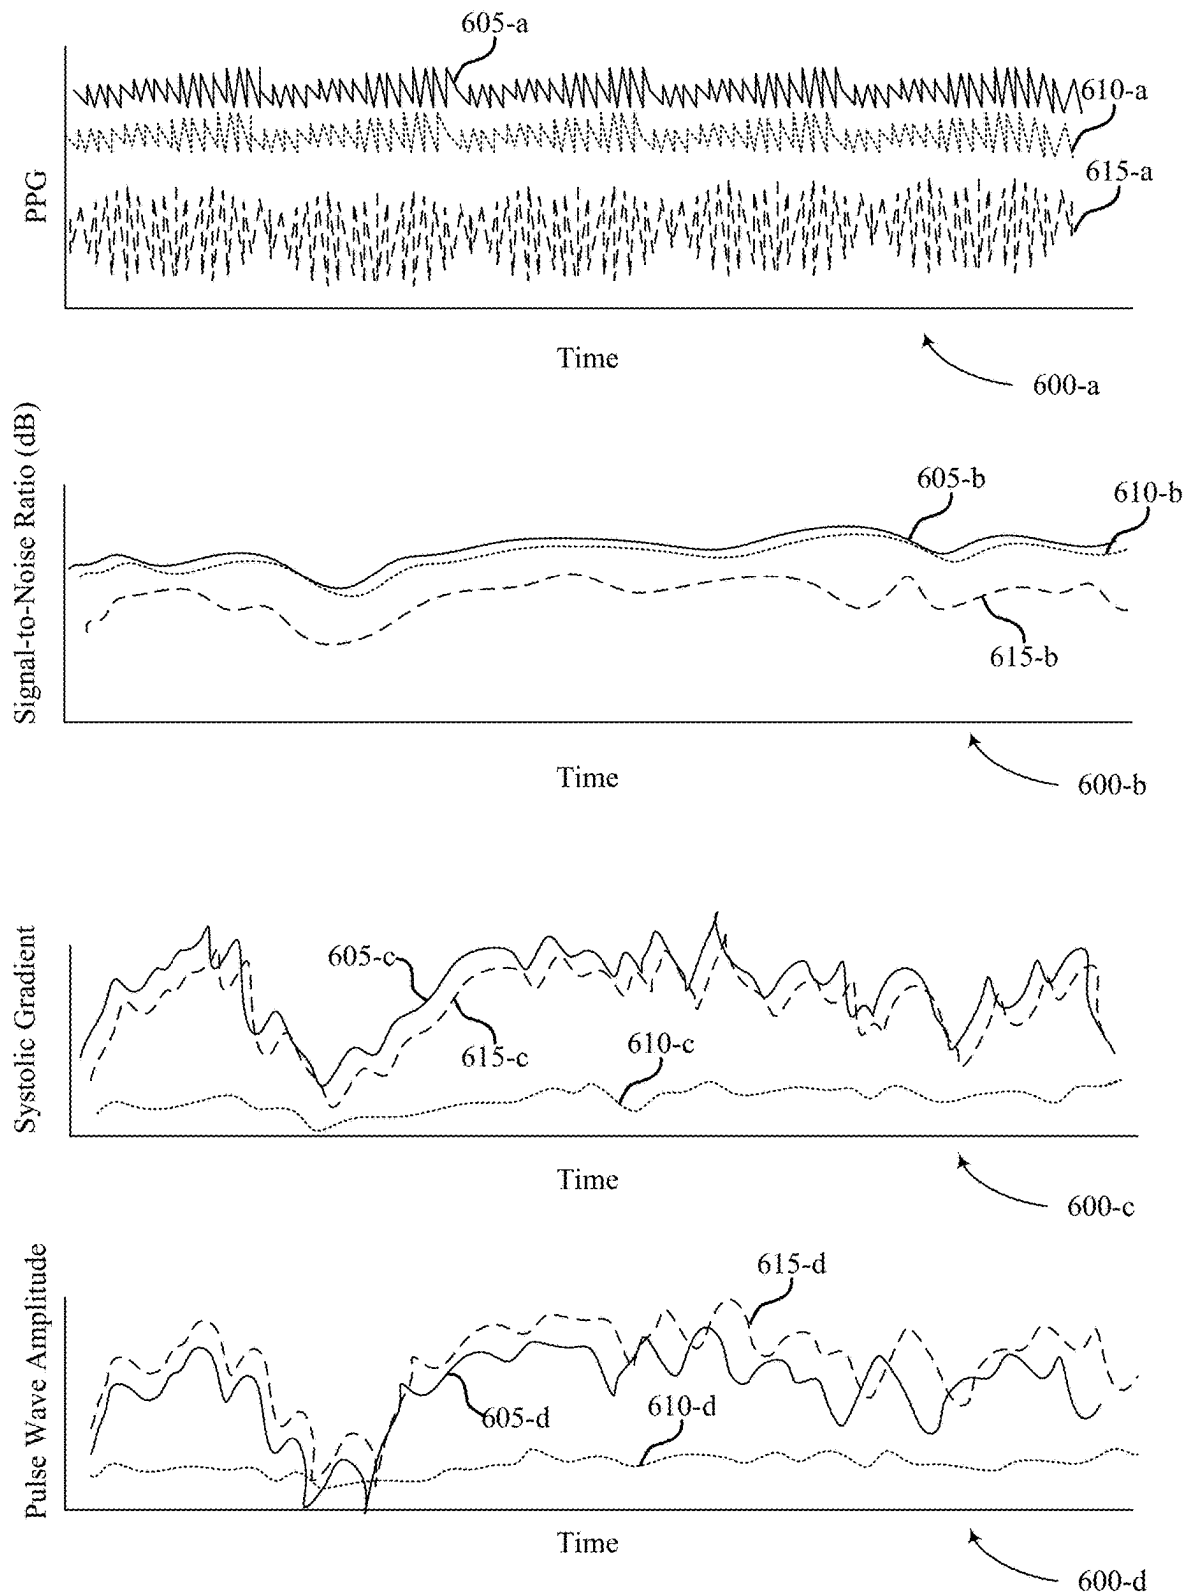 605-a
610-a
615-a
PPG
Time
600-a
Signal-to-Noise Ratio (dB)
605-b
610-b
615-b
Time
600-b
Systolic Gradient
605-c
615-c
610-c
Time
600-c
Pulse Wave Amplitude
615-d
605-d
610-d
Time
600-d